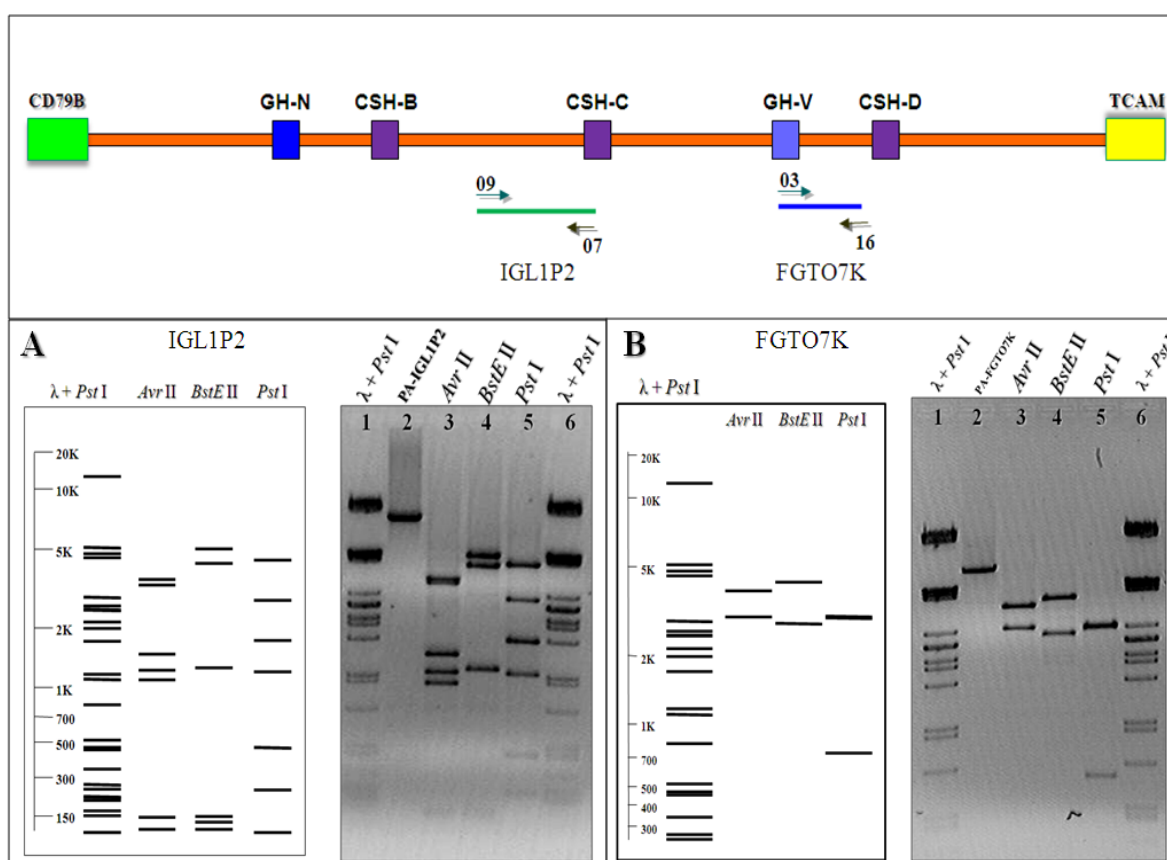 CD79B GH-N CSH-B CSH-C GH-V CSH-D TCAM
09 03
07 16
IGL1P2 FGTO7K
A IGL1P2
λ + Pst I Avr II BstE II Pst I
20K
10K
5K
2K
1K
700
500
300
150
λ + Pst I PA-IGL1P2 Avr II BstE II Pst I λ + Pst I
1 2 3 4 5 6
B FGTO7K
λ + Pst I
Avr II BstE II Pst I
20K
10K
5K
2K
1K
700
500
400
300
λ + Pst I PA-FGTO7K Avr II BstE II Pst I λ + Pst I
1 2 3 4 5 6